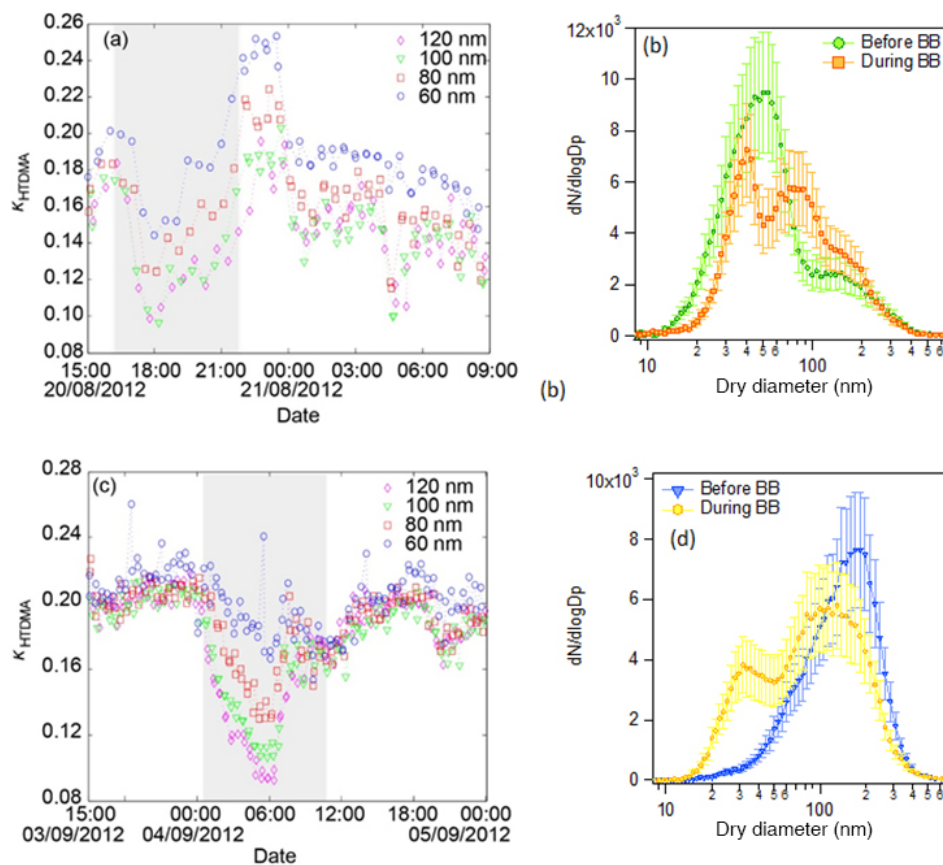 (a)
120 nm
100 nm
80 nm
60 nm
0.26
0.24
0.22
0.20
0.18
0.16
0.14
0.12
0.10
0.08
κHTDMA
15:00 18:00 21:00 00:00 03:00 06:00 09:00
20/08/2012 21/08/2012
Date
(b)
Before BB
During BB
12x10³
10
8
6
4
2
0
dN/dlogDp
10 2 3 4 5 6 100 2 3 4 5 6
Dry diameter (nm)
(b)
(c)
120 nm
100 nm
80 nm
60 nm
0.28
0.24
0.20
0.16
0.12
0.08
κHTDMA
15:00 00:00 06:00 12:00 18:00 00:00
03/09/2012 04/09/2012 05/09/2012
Date
Before BB
During BB
(d)
10x10³
8
6
4
2
0
dN/dlogDp
10 2 3 4 5 6 100 2 3 4 5 6
Dry diameter (nm)